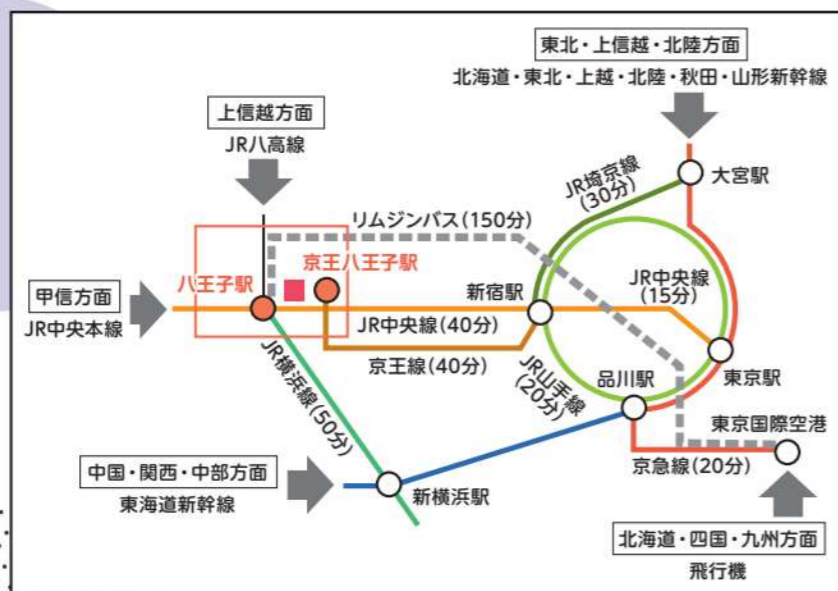 東北・上信越・北陸方面
北海道・東北・上越・北陸・秋田・山形新幹線
上信越方面
JR八高線
JR埼京線
(30分)
大宮駅
リムジンバス(150分)
八王子駅
京王八王子駅
甲信方面
JR中央本線
新宿駅
JR中央線
(15分)
JR中央線(40分)
京王線(40分)
JR横浜線(50分)
JR山手線
(20分)
品川駅
東京駅
東京国際空港
京急線(20分)
中国・関西・中部方面
東海道新幹線
新横浜駅
北海道・四国・九州方面
飛行機